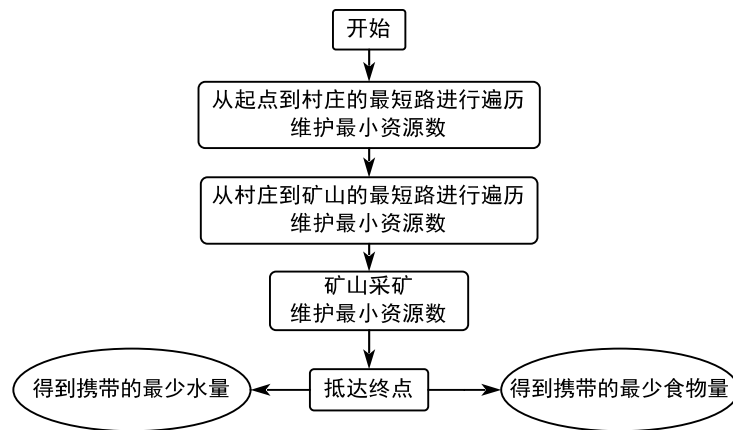 开始
从起点到村庄的最短路进行遍历
维护最小资源数
从村庄到矿山的最短路进行遍历
维护最小资源数
矿山采矿
维护最小资源数
得到携带的最少水量
抵达终点
得到携带的最少食物量